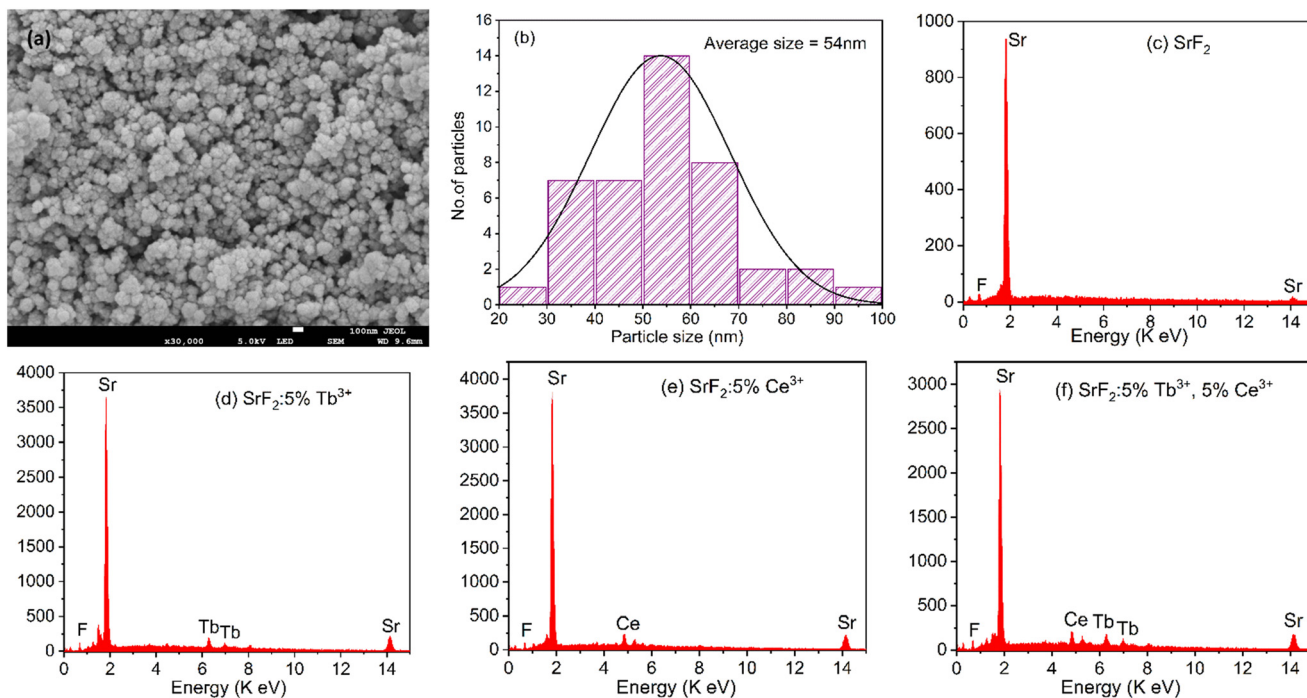 (a)
100nm JEOL
x30,000 5.0kV LED SEM WD 9.6mm
(b)
Average size = 54nm
No.of particles
16
14
12
10
8
6
4
2
0
20 30 40 50 60 70 80 90 100
Particle size (nm)
(c) SrF₂
1000
800
600
400
200
0
Sr
F
Sr
0 2 4 6 8 10 12 14
Energy (K eV)
(d) SrF₂:5% Tb³⁺
4000
3500
3000
2500
2000
1500
1000
500
0
Sr
F
Tb
Tb
Sr
0 2 4 6 8 10 12 14
Energy (K eV)
(e) SrF₂:5% Ce³⁺
4000
3500
3000
2500
2000
1500
1000
500
0
Sr
F
Ce
Sr
0 2 4 6 8 10 12 14
Energy (K eV)
(f) SrF₂:5% Tb³⁺, 5% Ce³⁺
3000
2500
2000
1500
1000
500
0
Sr
F
Ce
Tb
Tb
Sr
0 2 4 6 8 10 12 14
Energy (K eV)